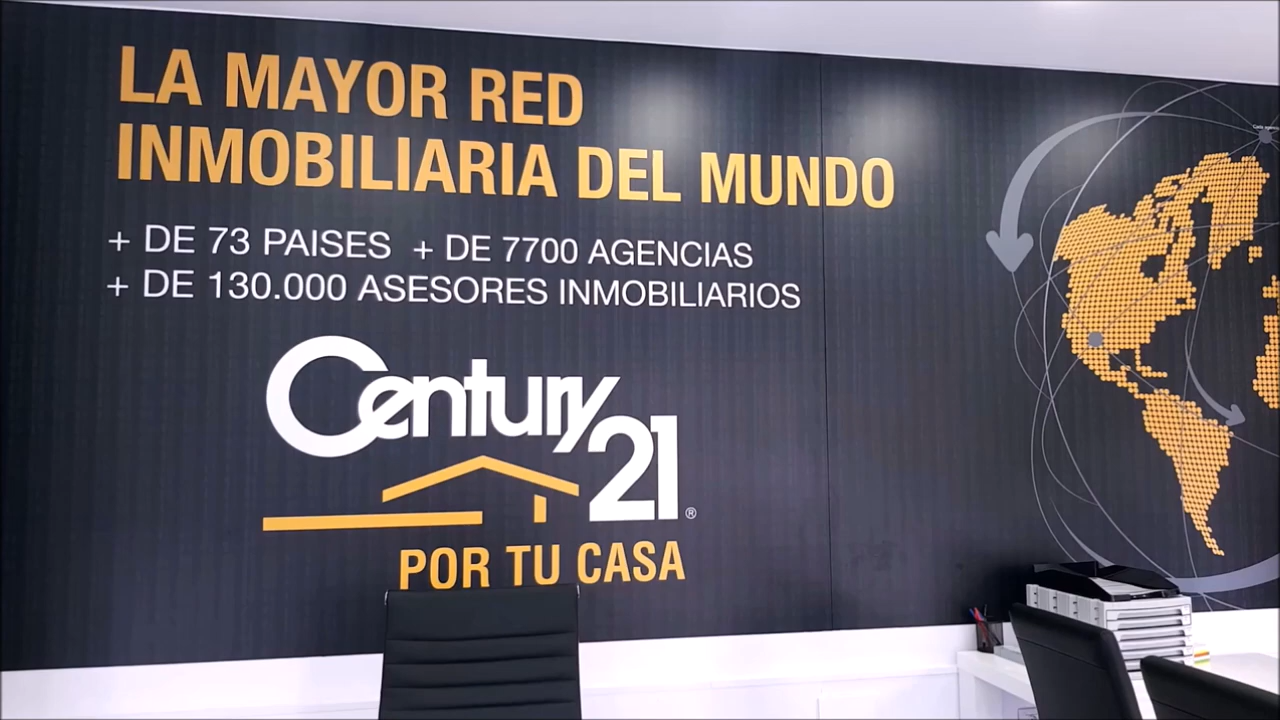 LA MAYOR RED
INMOBILIARIA DEL MUNDO
+ DE 73 PAISES + DE 7700 AGENCIAS
+ DE 130.000 ASESORES INMOBILIARIOS
Century
21®
POR TU CASA